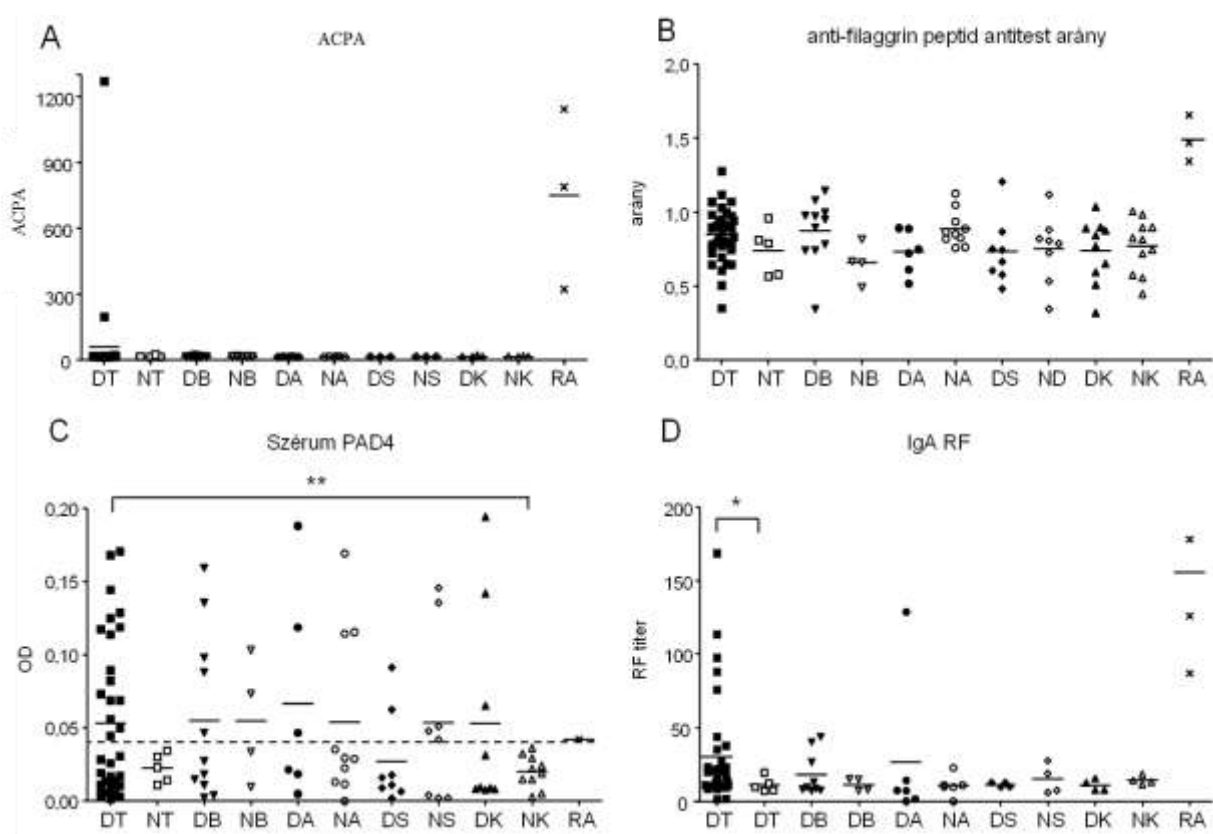 A
ACPA
ACPA
1200
900
600
300
0
DT NT DB NB DA NA DS NS DK NK RA
B
anti-filaggrin peptid antitest arány
arány
2,0
1,5
1,0
0,5
0,0
DT NT DB NB DA NA DS ND DK NK RA
C
Szérum PAD4
**
OD
0,20
0,15
0,10
0,05
0,00
DT NT DB NB DA NA DS NS DK NK RA
D
IgA RF
*
RF titer
200
150
100
50
0
DT DT DB DB DA NA DS NS DK NK RA